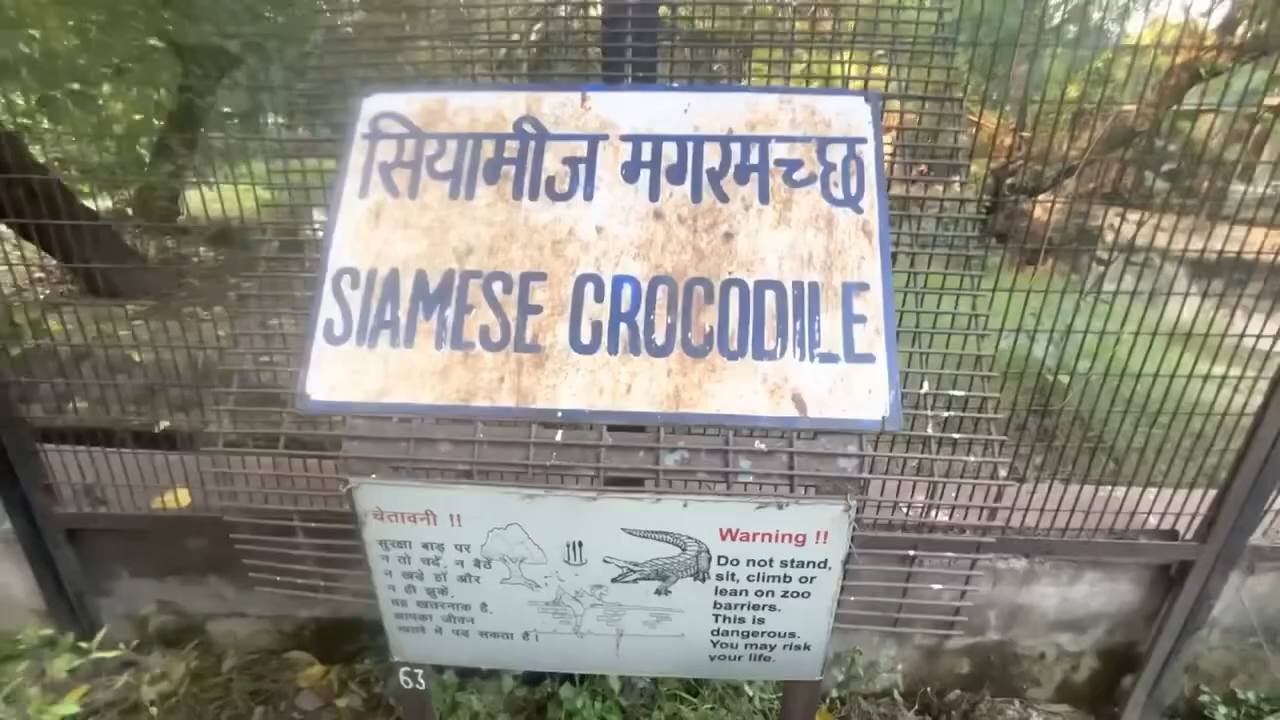 सियामीज मगरमच्छ
SIAMESE CROCODILE
चेतावनी !!
सुरक्षा बाड़ पर
न तो चढें, न बैठें
न खडे हों और
न ही झुकें,
यह खतरनाक है,
आपका जीवन
खतरे में पड़ सकता है।
Warning !!
Do not stand,
sit, climb or
lean on zoo
barriers.
This is
dangerous.
You may risk
your life.
63